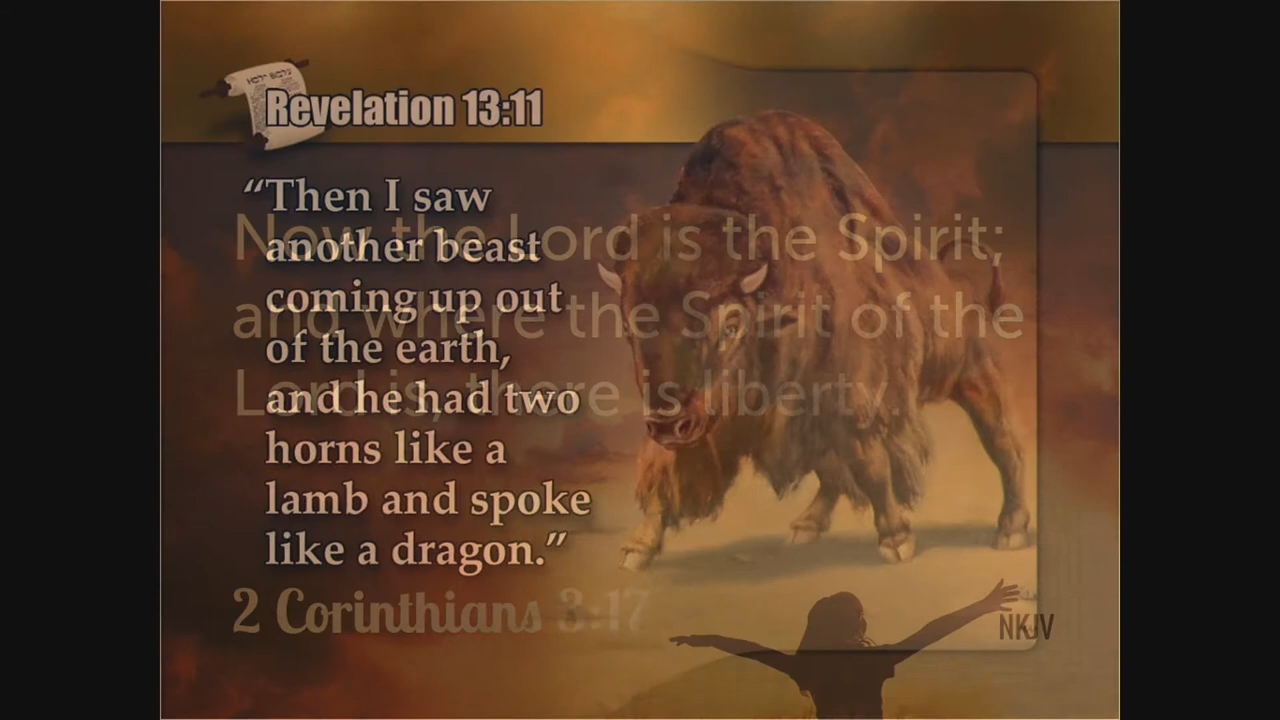 Revelation 13:11
“Then I saw
another beast
coming up out
of the earth,
and he had two
horns like a
lamb and spoke
like a dragon.”
Now the Lord is the Spirit;
and where the Spirit of the
Lord is, there is liberty.
2 Corinthians 3:17
NKJV